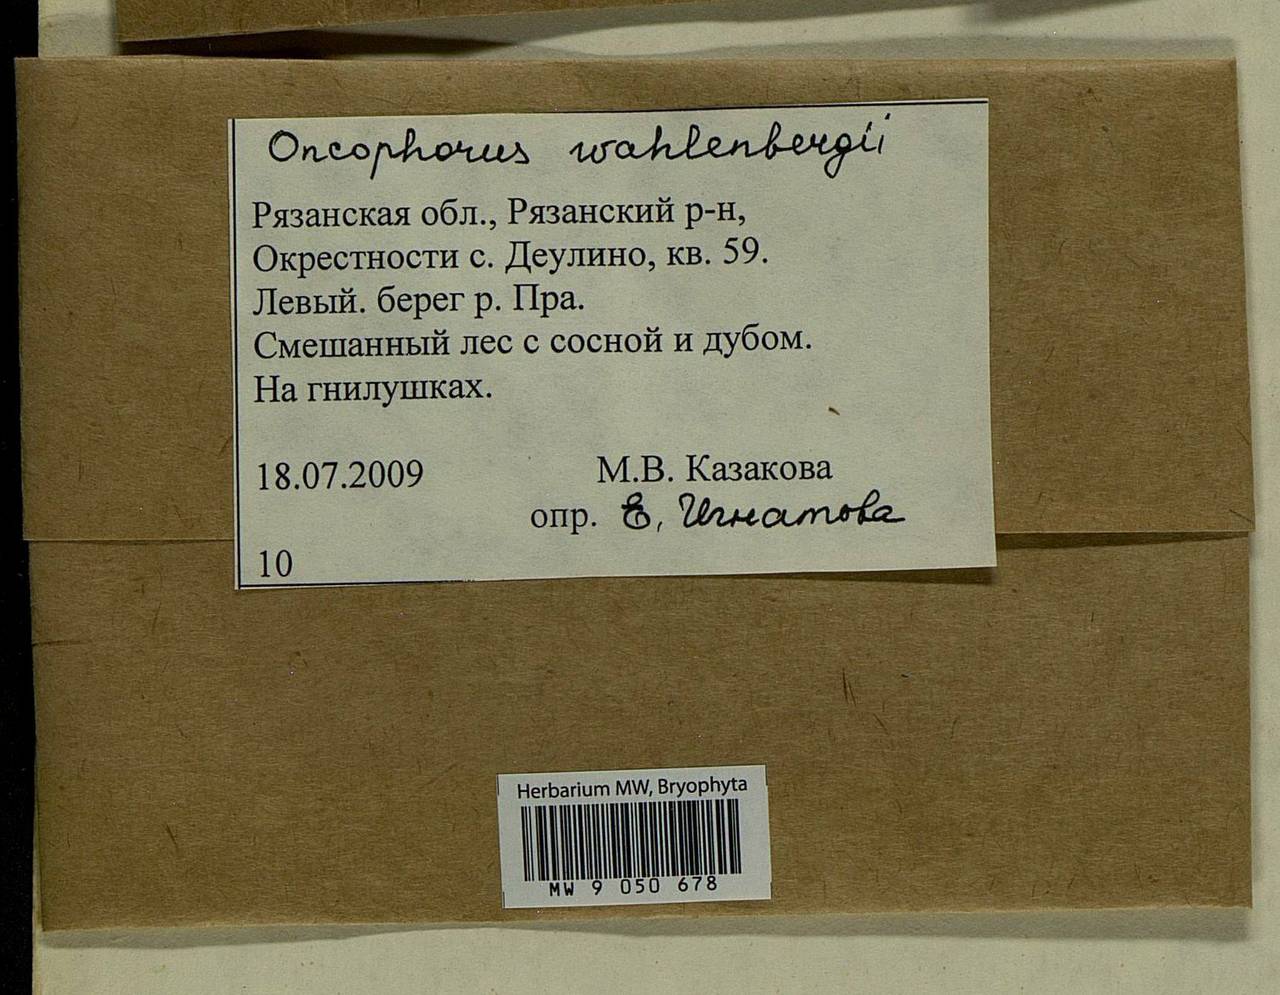 Oncophorus wahlenbergii
Рязанская обл., Рязанский р-н,
Окрестности с. Деулино, кв. 59.
Левый. берег р. Пра.
Смешанный лес с сосной и дубом.
На гнилушках.
18.07.2009 М.В. Казакова
опр. Е. Игнатова
10
Herbarium MW, Bryophyta
MW 9 050 678